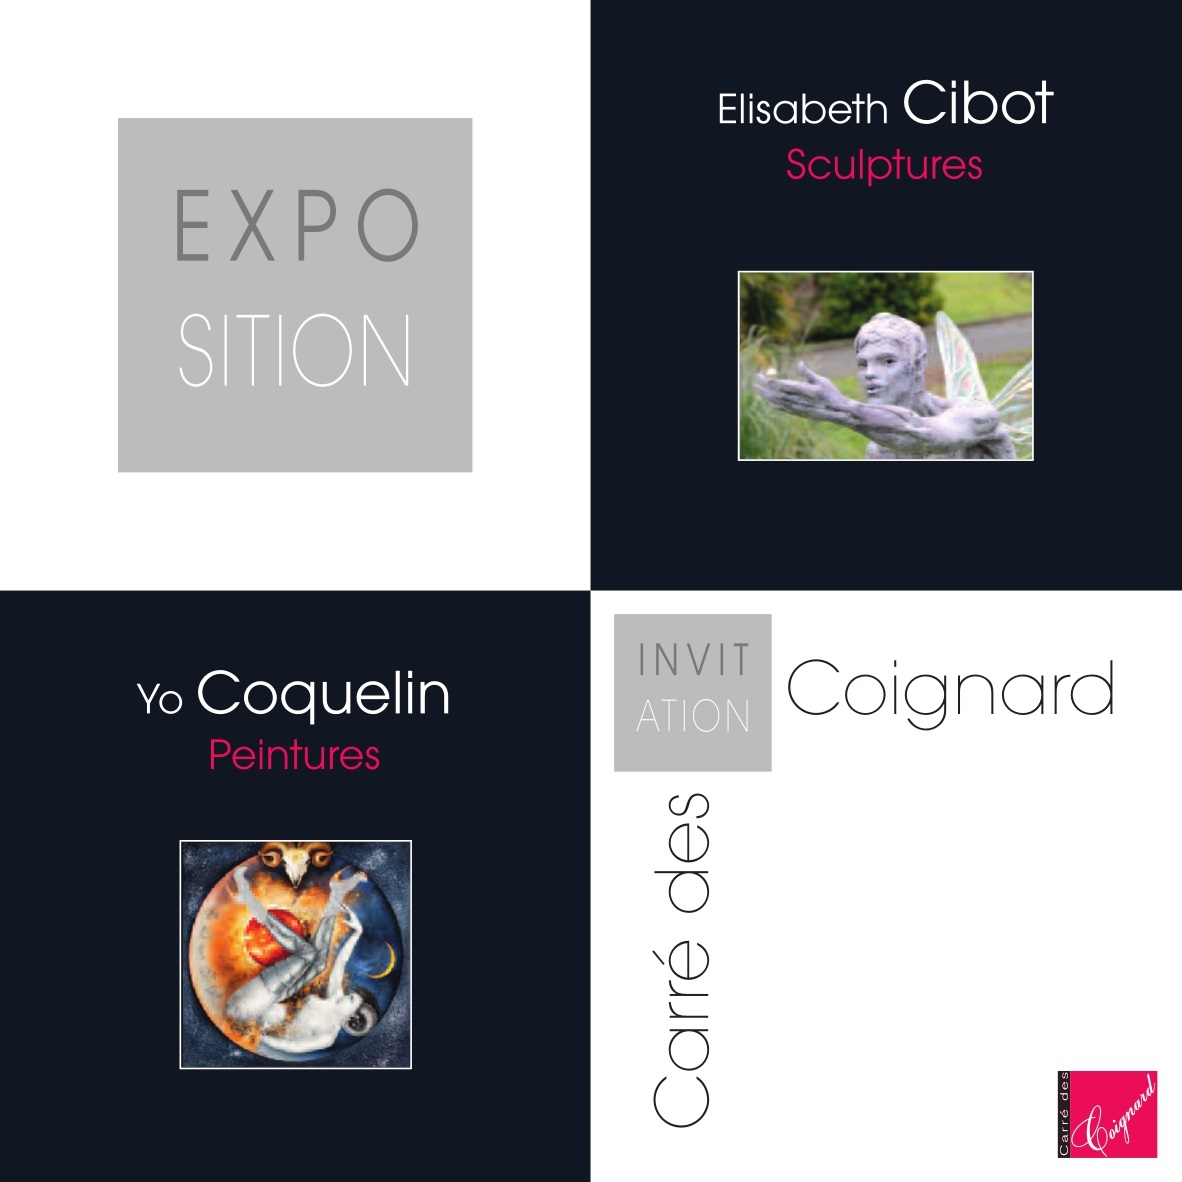 EXPO
SITION
Elisabeth Cibot
Sculptures
Yo Coquelin
Peintures
INVIT
ATION
Coignard
Carré des
Carré des
Coignard